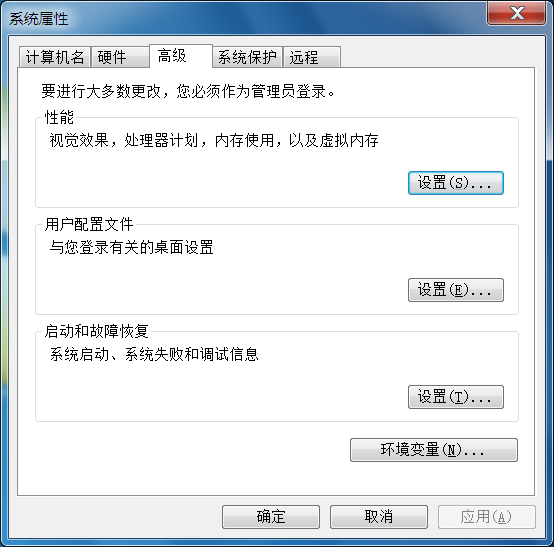 系统属性
计算机名 硬件 高级 系统保护 远程
要进行大多数更改，您必须作为管理员登录。
性能
视觉效果，处理器计划，内存使用，以及虚拟内存
设置(S)...
用户配置文件
与您登录有关的桌面设置
设置(E)...
启动和故障恢复
系统启动、系统失败和调试信息
设置(T)...
环境变量(N)...
确定 取消 应用(A)